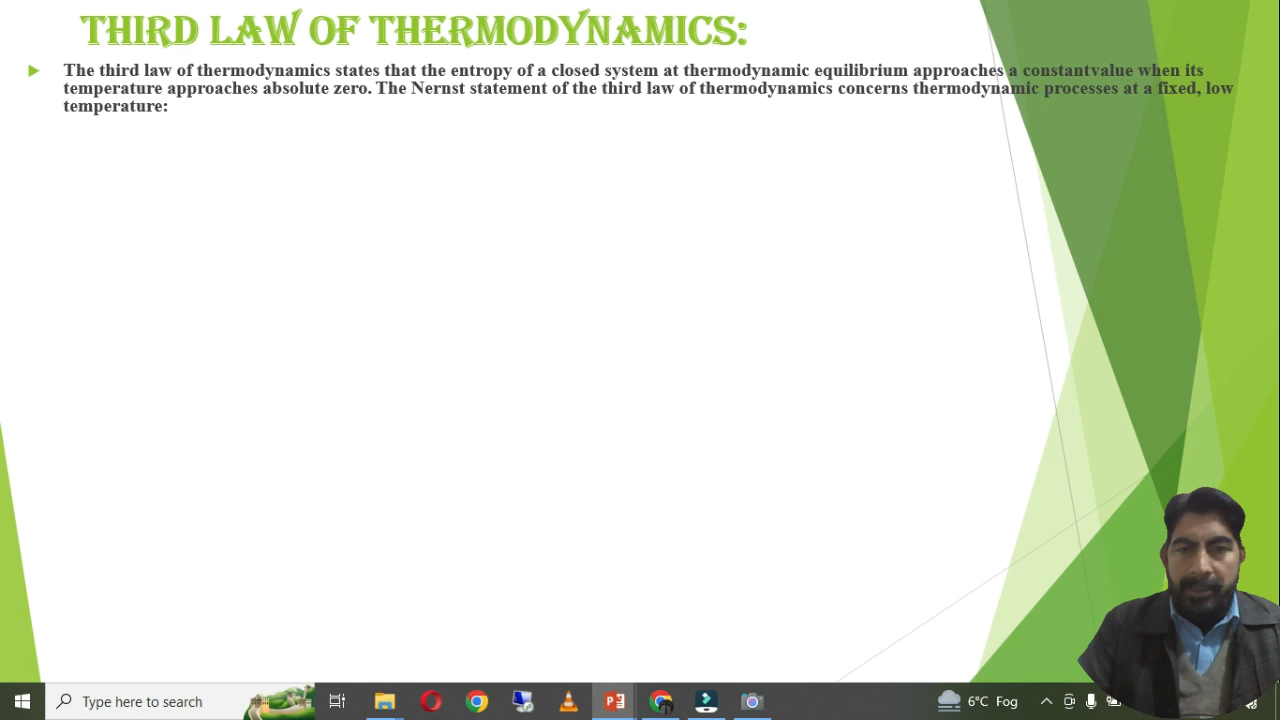 THIRD LAW OF THERMODYNAMICS:
The third law of thermodynamics states that the entropy of a closed system at thermodynamic equilibrium approaches a constantvalue when its
temperature approaches absolute zero. The Nernst statement of the third law of thermodynamics concerns thermodynamic processes at a fixed, low
temperature:
Type here to search
6°C Fog